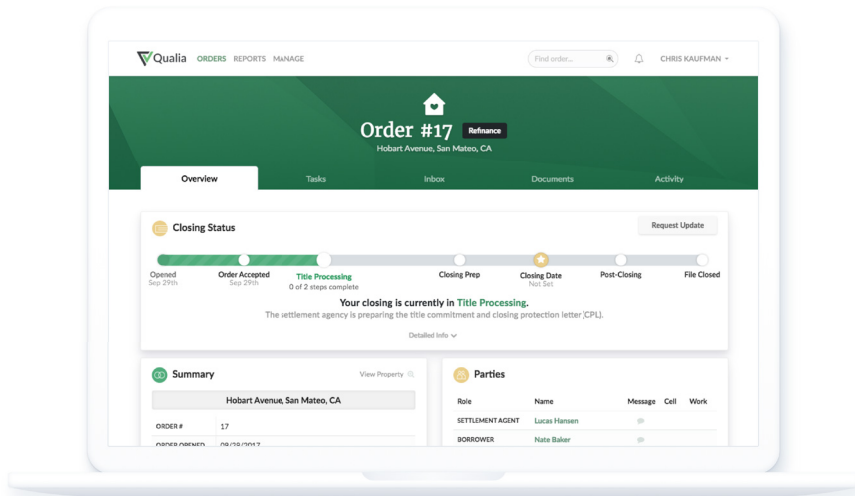 Qualia ORDERS REPORTS MANAGE Find order... CHRIS KAUFMAN
Order #17 Refinance
Hobart Avenue, San Mateo, CA
Overview Tasks Inbox Documents Activity
Closing Status Request Update
Opened Order Accepted Title Processing Closing Prep Closing Date Post-Closing File Closed
Sep 29th Sep 29th 0 of 2 steps complete Not Set
Your closing is currently in Title Processing.
The settlement agency is preparing the title commitment and closing protection letter (CPL).
Detailed Info
Summary View Property Parties
Hobart Avenue, San Mateo, CA
Role Name Message Cell Work
ORDER # 17
SETTLEMENT AGENT Lucas Hansen
ORDER OPENED 09/29/2017
BORROWER Nate Baker